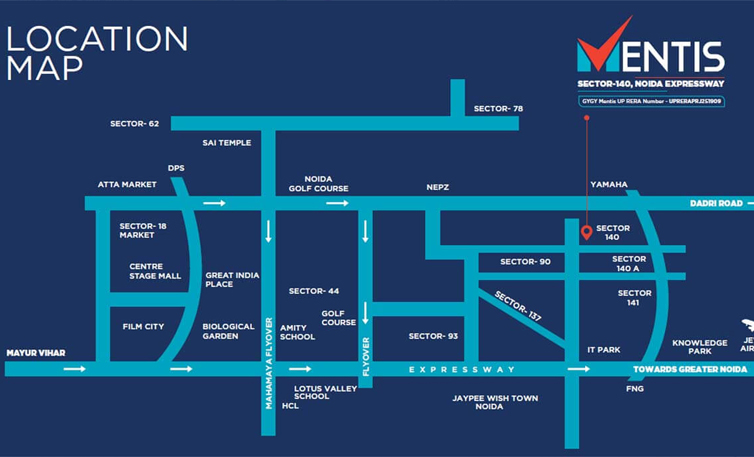 LOCATION
MAP
MENTIS
SECTOR-140, NOIDA EXPRESSWAY
GYGY Mentis UP RERA Number - UPRERAPRJ251909
SECTOR- 78
SECTOR- 62
SAI TEMPLE
DPS
ATTA MARKET
NOIDA
GOLF COURSE
NEPZ
YAMAHA
DADRI ROAD
SECTOR- 18
MARKET
SECTOR
140
CENTRE
STAGE MALL
GREAT INDIA
PLACE
SECTOR- 90
SECTOR
140 A
SECTOR- 44
SECTOR- 137
SECTOR
141
FILM CITY
BIOLOGICAL
GARDEN
AMITY
SCHOOL
GOLF
COURSE
SECTOR- 93
IT PARK
KNOWLEDGE
PARK
MAYUR VIHAR
MAHAMAYA FLYOVER
FLYOVER
EXPRESSWAY
TOWARDS GREATER NOIDA
LOTUS VALLEY
SCHOOL
HCL
JAYPEE WISH TOWN
NOIDA
FNG